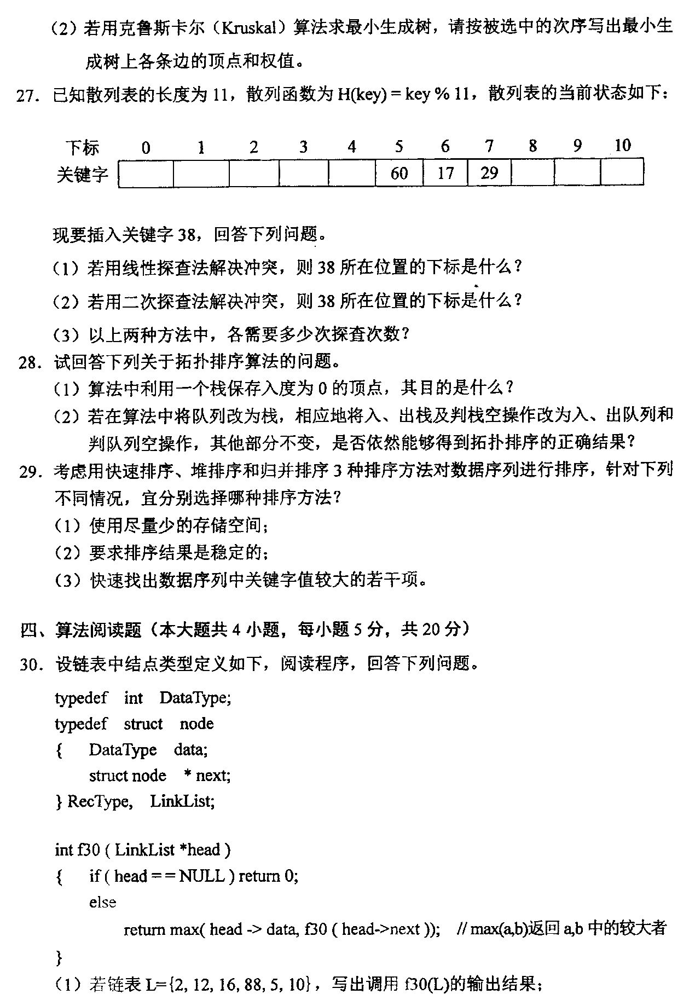 （2）若用克鲁斯卡尔（Kruskal）算法求最小生成树，请按被选中的次序写出最小生
成树上各条边的顶点和权值。
27．已知散列表的长度为 11，散列函数为 H(key) = key % 11，散列表的当前状态如下：
下标 0 1 2 3 4 5 6 7 8 9 10
关键字 60 17 29
现要插入关键字 38，回答下列问题。
（1）若用线性探查法解决冲突，则 38 所在位置的下标是什么？
（2）若用二次探查法解决冲突，则 38 所在位置的下标是什么？
（3）以上两种方法中，各需要多少次探查次数？
28．试回答下列关于拓扑排序算法的问题。
（1）算法中利用一个栈保存入度为 0 的顶点，其目的是什么？
（2）若在算法中将队列改为栈，相应地将入、出栈及判栈空操作改为入、出队列和
判队列空操作，其他部分不变，是否依然能够得到拓扑排序的正确结果？
29．考虑用快速排序、堆排序和归并排序 3 种排序方法对数据序列进行排序，针对下列
不同情况，宜分别选择哪种排序方法？
（1）使用尽量少的存储空间；
（2）要求排序结果是稳定的；
（3）快速找出数据序列中关键字值较大的若干项。
四、算法阅读题（本大题共 4 小题，每小题 5 分，共 20 分）
30．设链表中结点类型定义如下，阅读程序，回答下列问题。
typedef int DataType;
typedef struct node
{ DataType data;
struct node * next;
} RecType, LinkList;
int f30 ( LinkList *head )
{ if ( head = = NULL ) return 0;
else
return max( head -> data, f30 ( head->next )); // max(a,b)返回 a,b 中的较大者
}
（1）若链表 L={2, 12, 16, 88, 5, 10}，写出调用 f30(L)的输出结果；